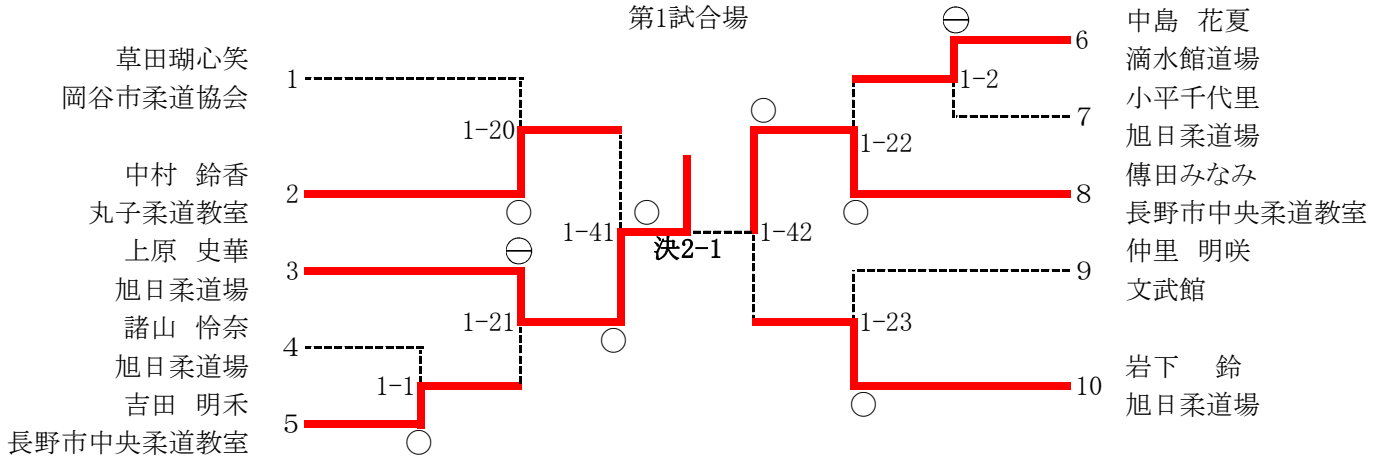 第1試合場
草田瑚心笑
岡谷市柔道協会
1
1-20
中村 鈴香
丸子柔道教室
2
上原 史華
旭日柔道場
3
1-41
1-21
諸山 怜奈
旭日柔道場
4
1-1
吉田 明禾
長野市中央柔道教室
5
決2-1
中島 花夏
滴水館道場
6
1-2
小平千代里
旭日柔道場
7
1-22
傳田みなみ
長野市中央柔道教室
8
1-42
仲里 明咲
文武館
9
1-23
岩下 鈴
旭日柔道場
10